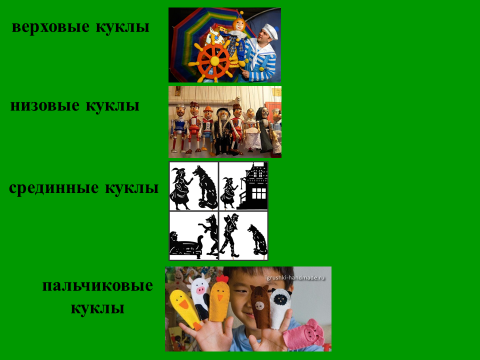 верховые куклы
низовые куклы
срединные куклы
пальчиковые
куклы